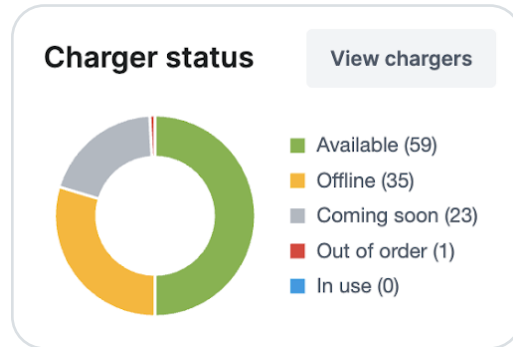 Charger status
View chargers
Available (59)
Offline (35)
Coming soon (23)
Out of order (1)
In use (0)